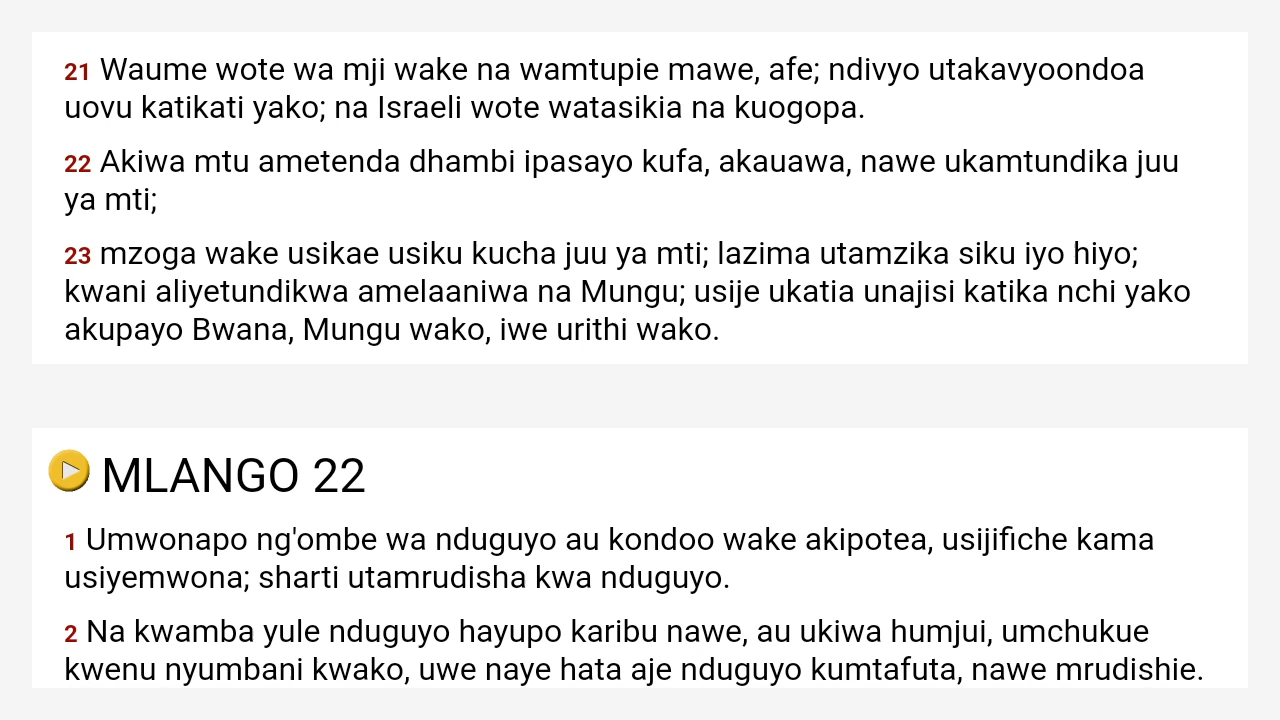 21 Waume wote wa mji wake na wamtupie mawe, afe; ndivyo utakavyoondoa
uovu katikati yako; na Israeli wote watasikia na kuogopa.
22 Akiwa mtu ametenda dhambi ipasayo kufa, akauawa, nawe ukamtundika juu
ya mti;
23 mzoga wake usikae usiku kucha juu ya mti; lazima utamzika siku iyo hiyo;
kwani aliyetundikwa amelaaniwa na Mungu; usije ukatia unajisi katika nchi yako
akupayo Bwana, Mungu wako, iwe urithi wako.
MLANGO 22
1 Umwonapo ng'ombe wa nduguyo au kondoo wake akipotea, usijifiche kama
usiyemwona; sharti utamrudisha kwa nduguyo.
2 Na kwamba yule nduguyo hayupo karibu nawe, au ukiwa humjui, umchukue
kwenu nyumbani kwako, uwe naye hata aje nduguyo kumtafuta, nawe mrudishie.